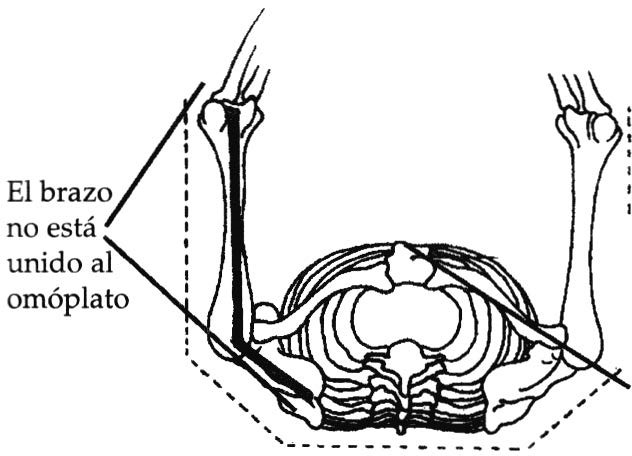 El brazo
no está
unido al
omóplato